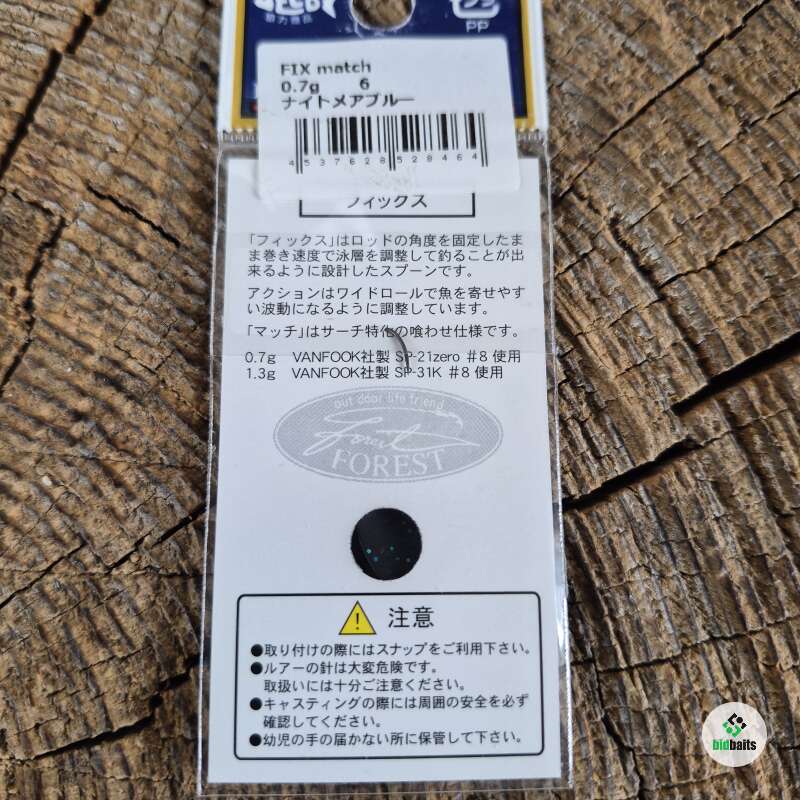 協力商品
PP
FIX match
0.7g 6
ナイトメアブルー
4537628528464
フィックス
「フィックス」はロッドの角度を固定したま
ま巻き速度で泳層を調整して釣ることが出
来るように設計したスプーンです。
アクションはワイドロールで魚を寄せやす
い波動になるように調整しています。
「マッチ」はサーチ特化の喰わせ仕様です。
0.7g VANFOOK社製 SP-21zero #8 使用
1.3g VANFOOK社製 SP-31K #8 使用
out door life friend
Forest
FOREST
注意
●取り付けの際にはスナップをご利用下さい。
●ルアーの針は大変危険です。
取扱いには十分ご注意ください。
●キャスティングの際には周囲の安全を必ず
確認してください。
●幼児の手の届かない所に保管して下さい。
bidbaits